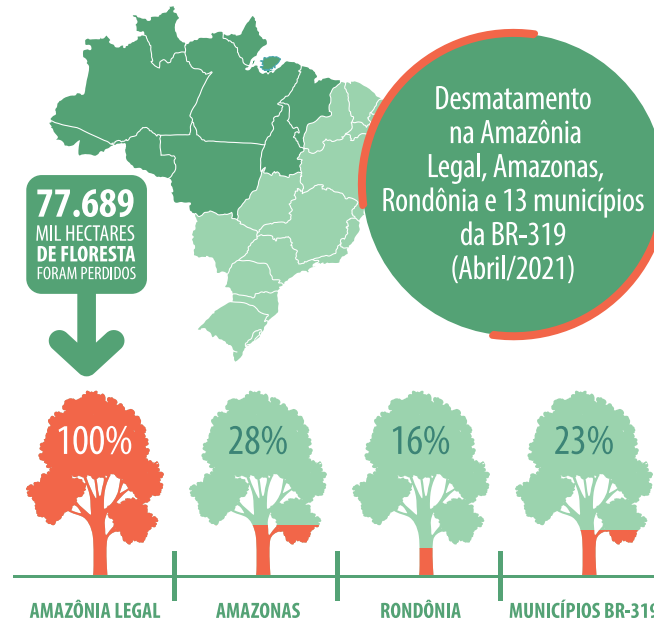 Desmatamento
na Amazônia
Legal, Amazonas,
Rondônia e 13 municípios
da BR-319
(Abril/2021)
77.689
MIL HECTARES
DE FLORESTA
FORAM PERDIDOS
100%
28%
16%
23%
AMAZÔNIA LEGAL
AMAZONAS
RONDÔNIA
MUNICÍPIOS BR-319